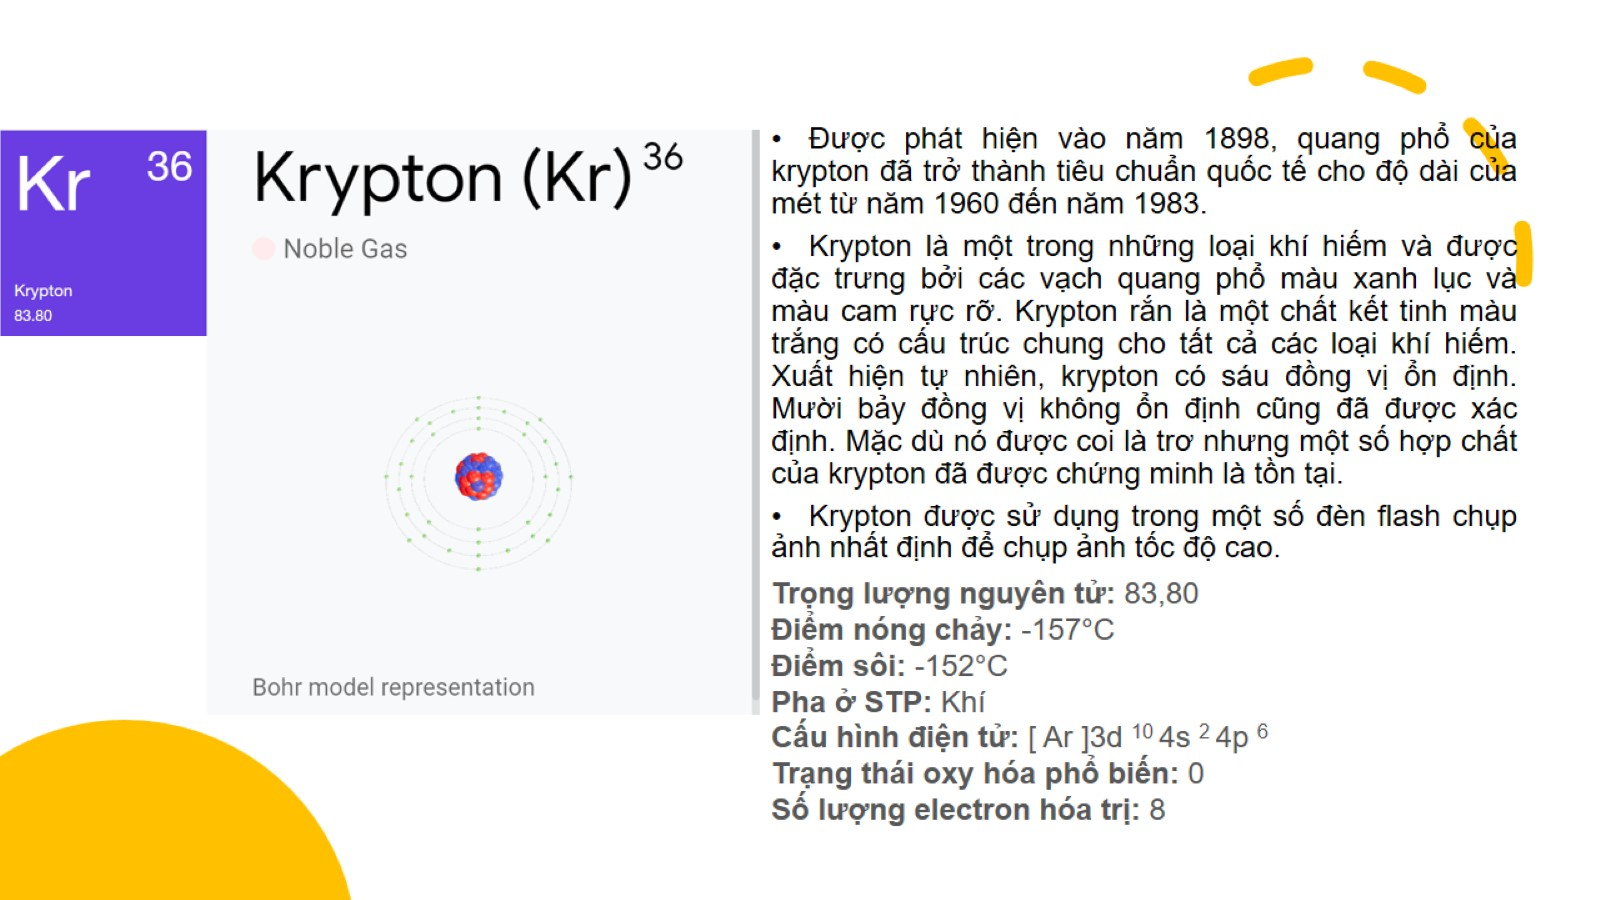 Kr 36
Krypton
83.80
Krypton (Kr) 36
Noble Gas
Bohr model representation
• Được phát hiện vào năm 1898, quang phổ của
krypton đã trở thành tiêu chuẩn quốc tế cho độ dài của
mét từ năm 1960 đến năm 1983.
• Krypton là một trong những loại khí hiếm và được
đặc trưng bởi các vạch quang phổ màu xanh lục và
màu cam rực rỡ. Krypton rắn là một chất kết tinh màu
trắng có cấu trúc chung cho tất cả các loại khí hiếm.
Xuất hiện tự nhiên, krypton có sáu đồng vị ổn định.
Mười bảy đồng vị không ổn định cũng đã được xác
định. Mặc dù nó được coi là trơ nhưng một số hợp chất
của krypton đã được chứng minh là tồn tại.
• Krypton được sử dụng trong một số đèn flash chụp
ảnh nhất định để chụp ảnh tốc độ cao.
Trọng lượng nguyên tử: 83,80
Điểm nóng chảy: -157°C
Điểm sôi: -152°C
Pha ở STP: Khí
Cấu hình điện tử: [ Ar ]3d 10 4s 2 4p 6
Trạng thái oxy hóa phổ biến: 0
Số lượng electron hóa trị: 8